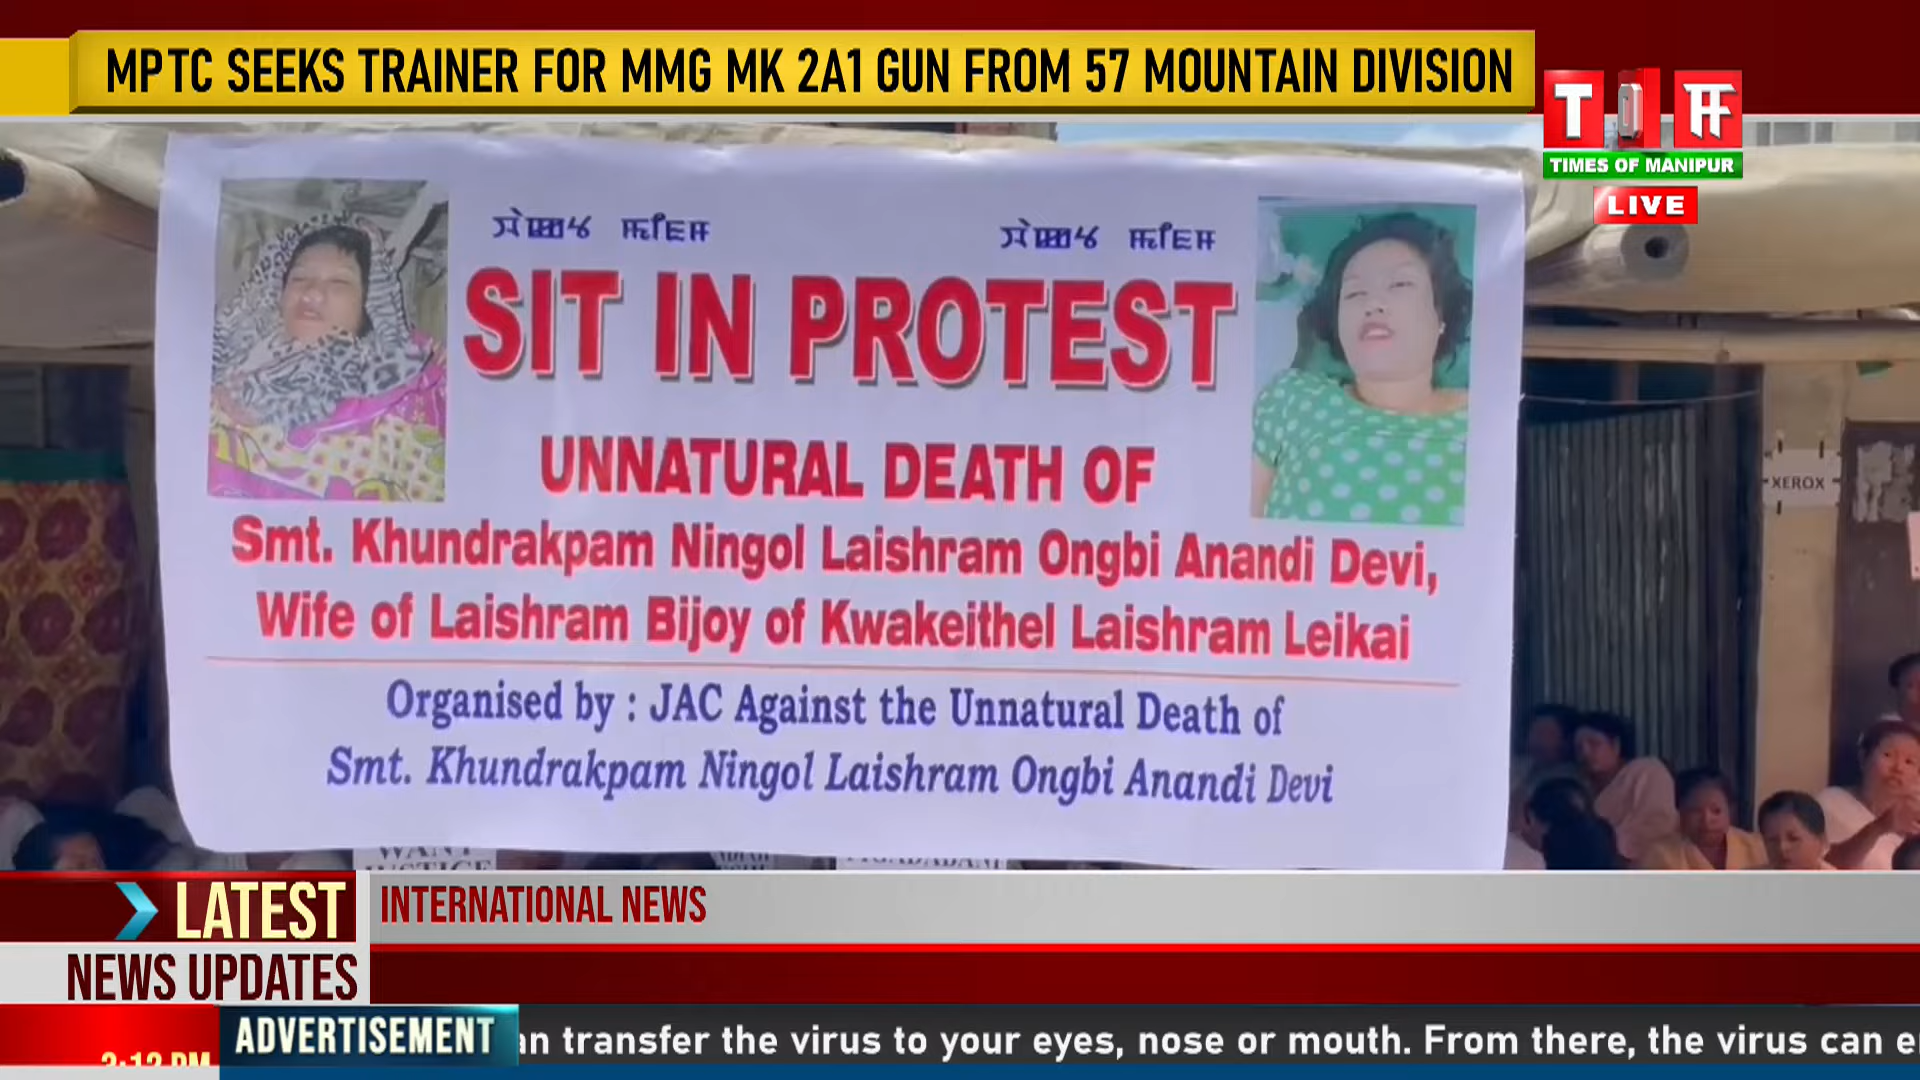 MPTC SEEKS TRAINER FOR MMG MK 2A1 GUN FROM 57 MOUNTAIN DIVISION
TIMES OF MANIPUR
LIVE
SIT IN PROTEST
UNNATURAL DEATH OF
Smt. Khundrakpam Ningol Laishram Ongbi Anandi Devi,
Wife of Laishram Bijoy of Kwakeithel Laishram Leikai
Organised by : JAC Against the Unnatural Death of
Smt. Khundrakpam Ningol Laishram Ongbi Anandi Devi
XEROX
WANT
JUSTICE
LATEST
NEWS UPDATES
INTERNATIONAL NEWS
ADVERTISEMENT
an transfer the virus to your eyes, nose or mouth. From there, the virus can